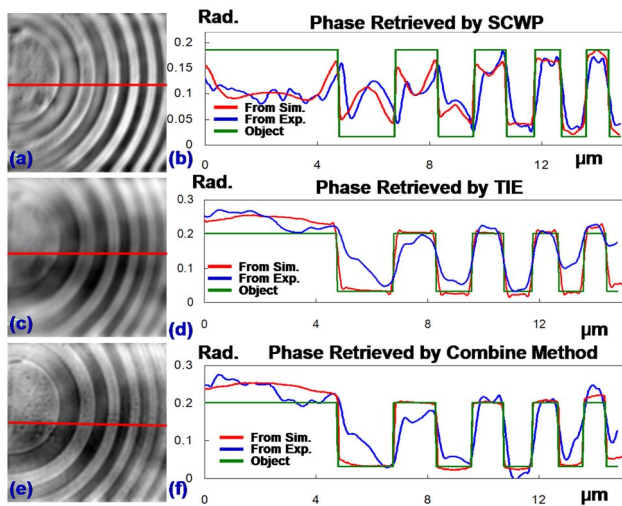 Rad. Phase Retrieved by SCWP
0.2
0.15
0.1
0.05
0
From Sim.
From Exp.
Object
(a)
(b)
0 4 8 12 µm
Rad. Phase Retrieved by TIE
0.3
0.2
0.1
0
From Sim.
From Exp.
Object
(c)
(d)
0 4 8 12 µm
Rad. Phase Retrieved by Combine Method
0.3
0.2
0.1
0
From Sim.
From Exp.
Object
(e)
(f)
0 4 8 12 µm